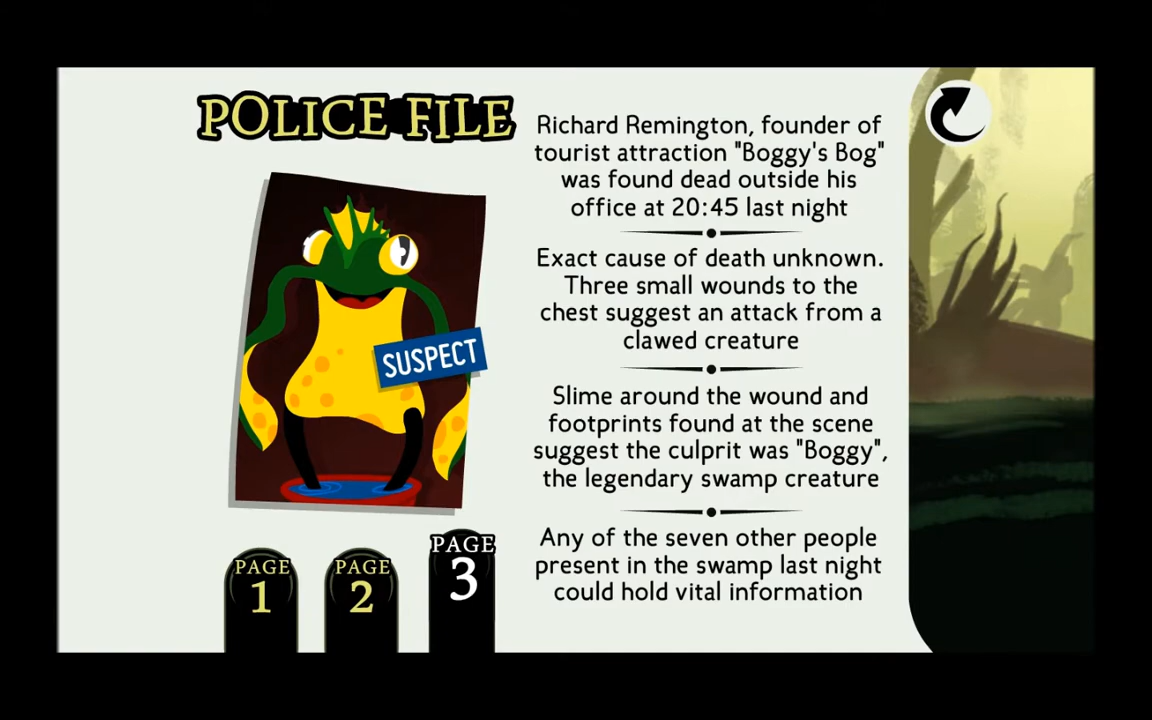 POLICE FILE
SUSPECT
Richard Remington, founder of
tourist attraction "Boggy's Bog"
was found dead outside his
office at 20:45 last night
Exact cause of death unknown.
Three small wounds to the
chest suggest an attack from a
clawed creature
Slime around the wound and
footprints found at the scene
suggest the culprit was "Boggy",
the legendary swamp creature
Any of the seven other people
present in the swamp last night
could hold vital information
PAGE
1
PAGE
2
PAGE
3